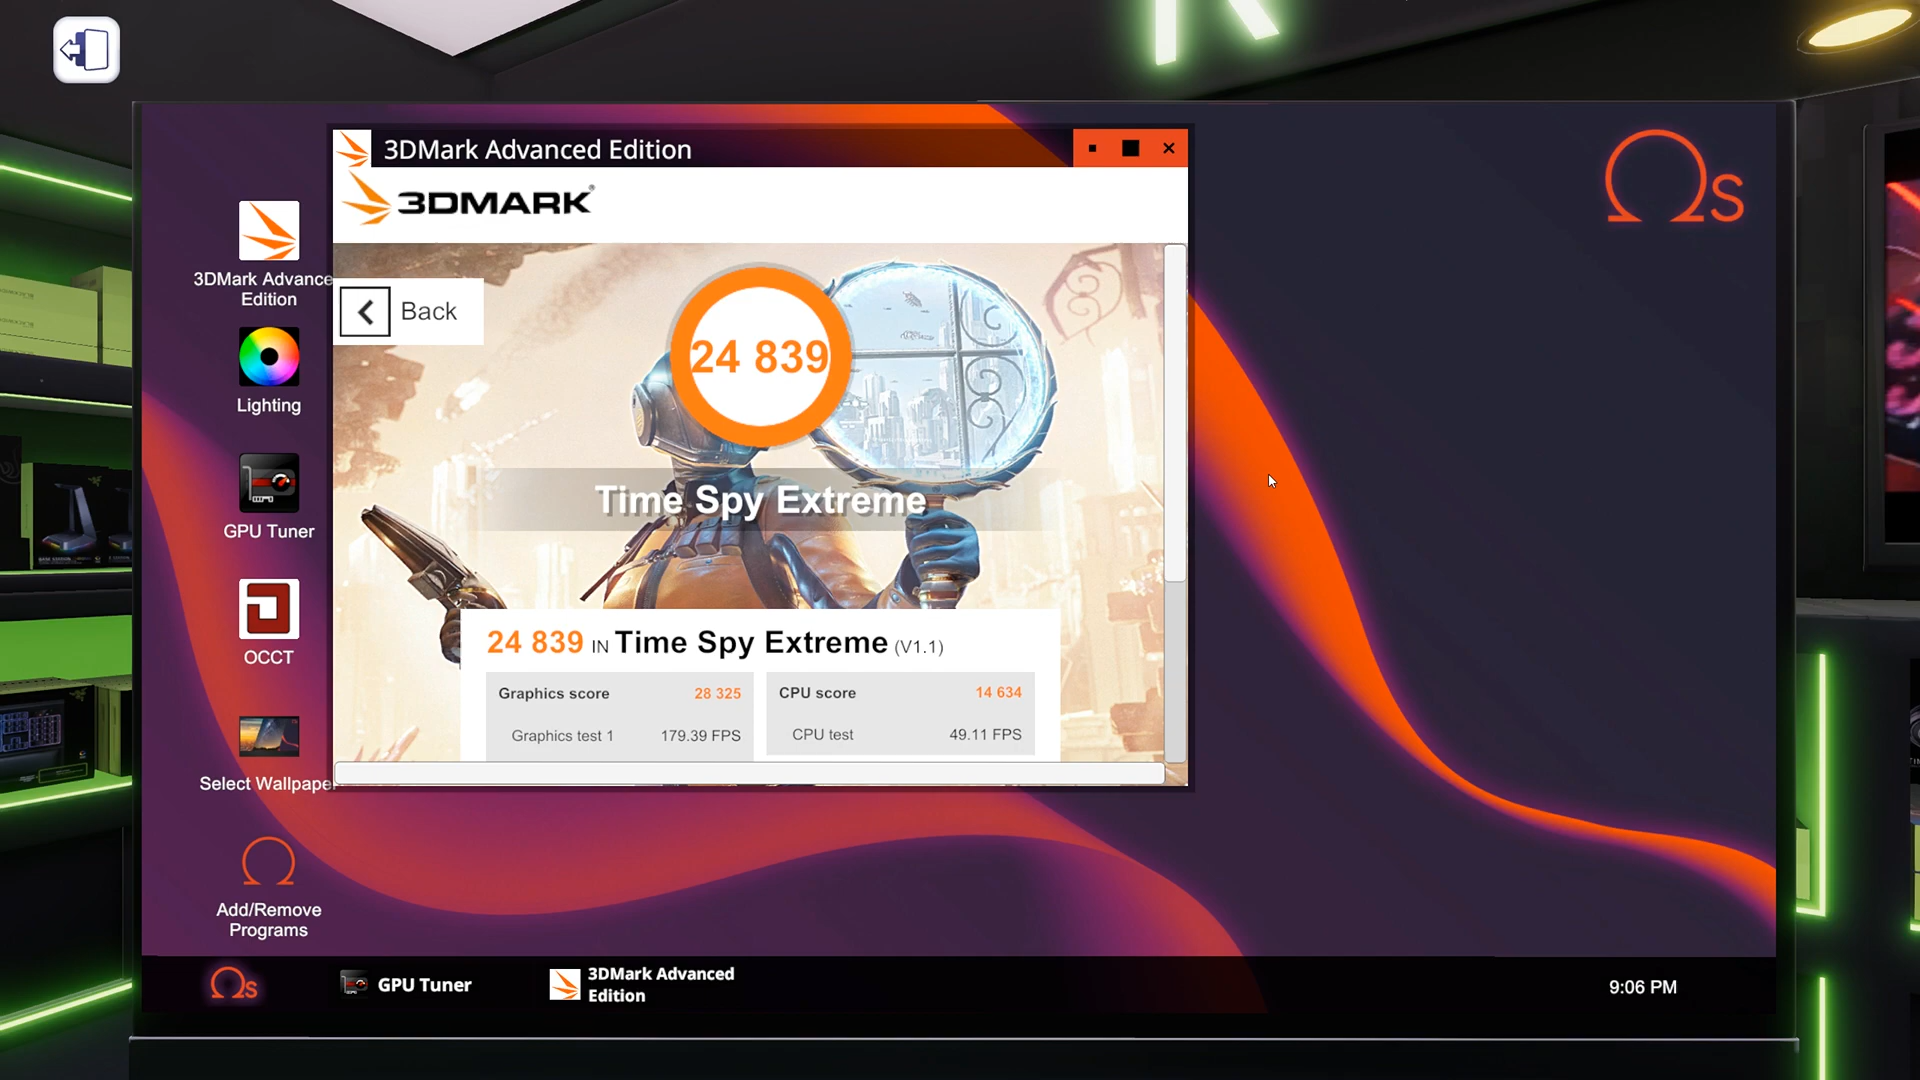 3DMark Advanced Edition
3DMARK
Back
24 839
Time Spy Extreme
24 839 IN Time Spy Extreme (V1.1)
Graphics score 28 325
Graphics test 1 179.39 FPS
CPU score 14 634
CPU test 49.11 FPS
3DMark Advance
Edition
Lighting
GPU Tuner
OCCT
Select Wallpaper
Add/Remove
Programs
Ωs
Ωs
GPU Tuner
3DMark Advanced
Edition
9:06 PM